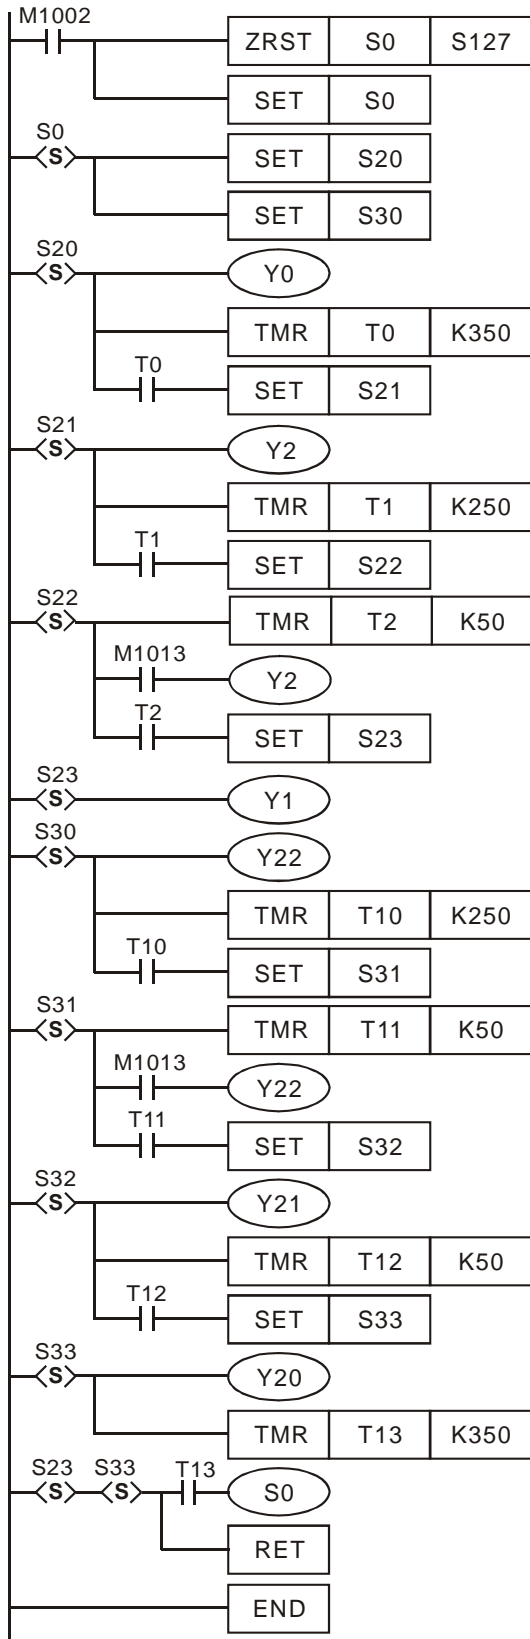 M1002
ZRST S0 S127
SET S0
S0
S SET S20
SET S30
S20
S Y0
TMR T0 K350
T0
SET S21
S21
S Y2
TMR T1 K250
T1
SET S22
S22
S TMR T2 K50
M1013
Y2
T2
SET S23
S23
S Y1
S30
S Y22
TMR T10 K250
T10
SET S31
S31
S TMR T11 K50
M1013
Y22
T11
SET S32
S32
S Y21
TMR T12 K50
T12
SET S33
S33
S Y20
TMR T13 K350
S23 S33 T13
S S S0
RET
END